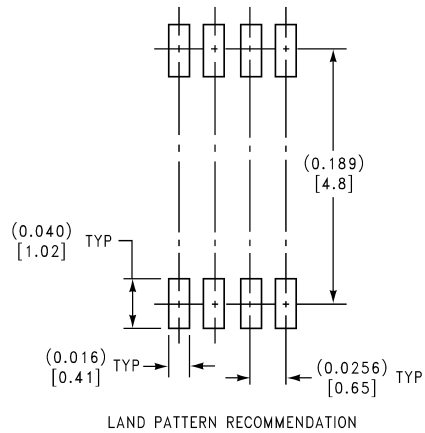 (0.189)
[4.8]
(0.040)
[1.02]
TYP
(0.016)
[0.41]
TYP
(0.0256)
[0.65]
TYP
LAND PATTERN RECOMMENDATION